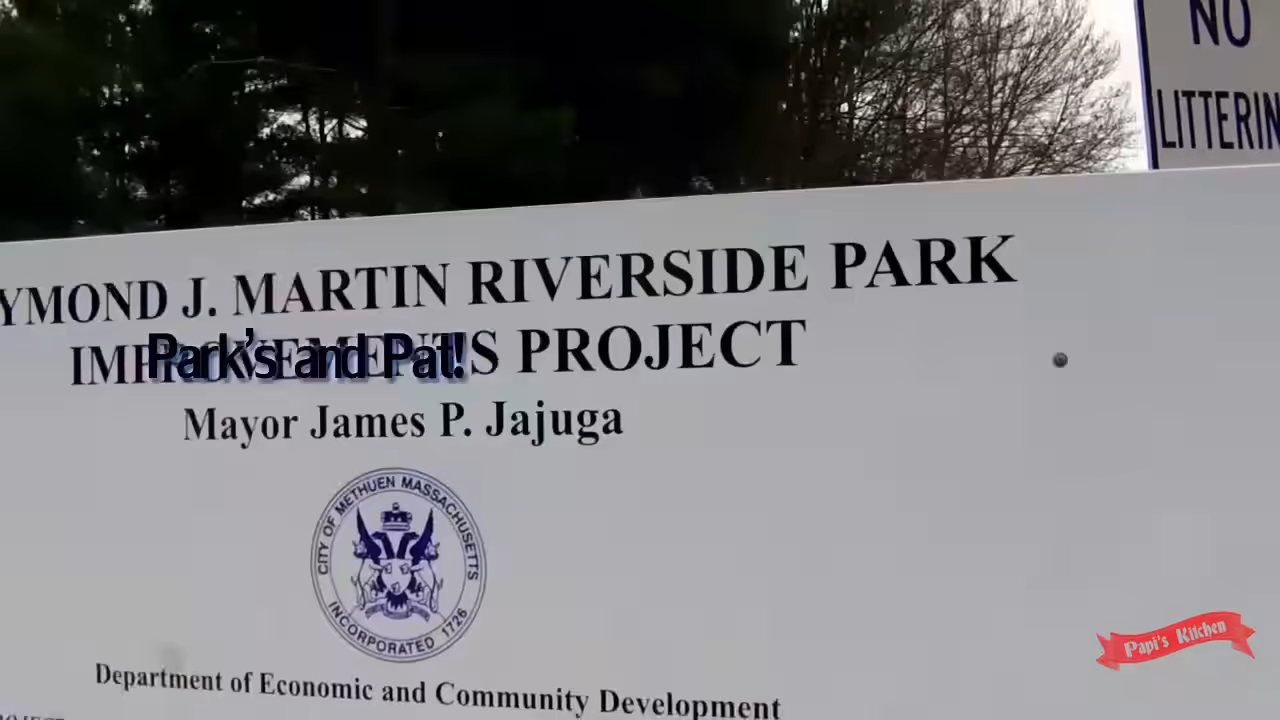 NO
LITTERIN
YMOND J. MARTIN RIVERSIDE PARK
IMPROVEMENTS PROJECT
Park's and Pat!
Mayor James P. Jajuga
CITY OF METHUEN MASSACHUSETTS
INCORPORATED 1726
Papi's Kitchen
Department of Economic and Community Development